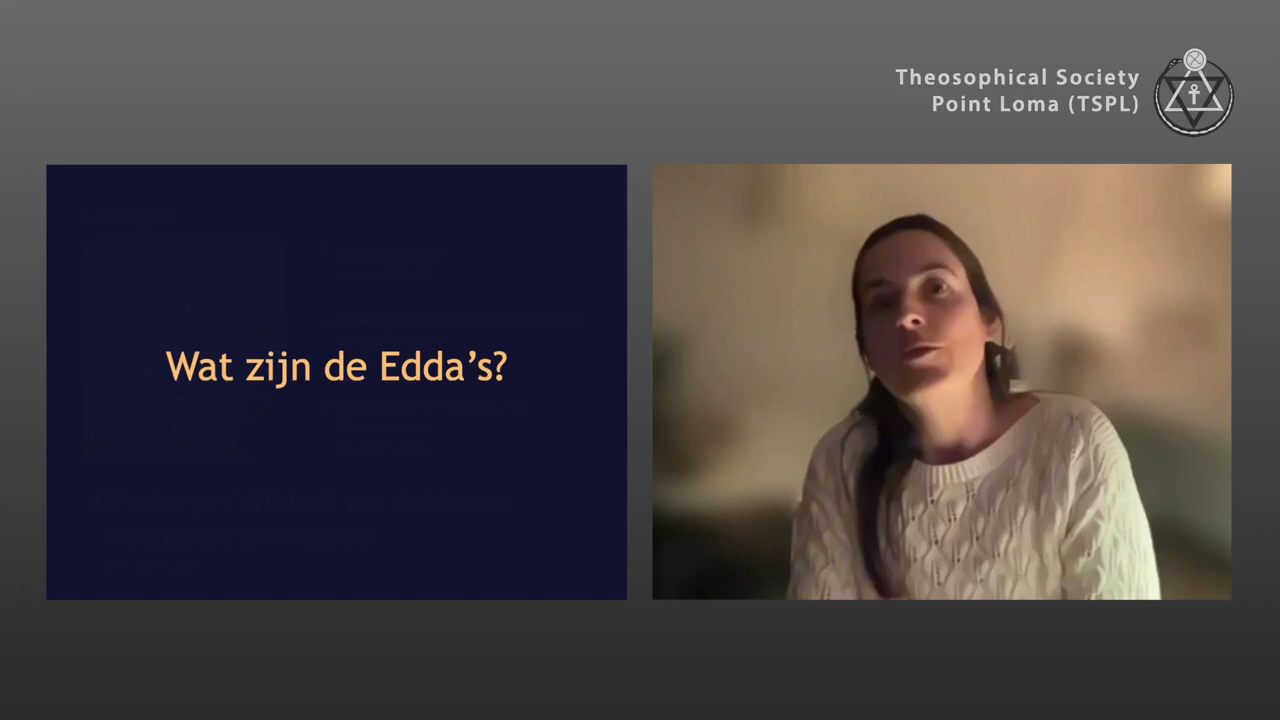 Theosophical Society
Point Loma (TSPL)
Wat zijn de Edda’s?